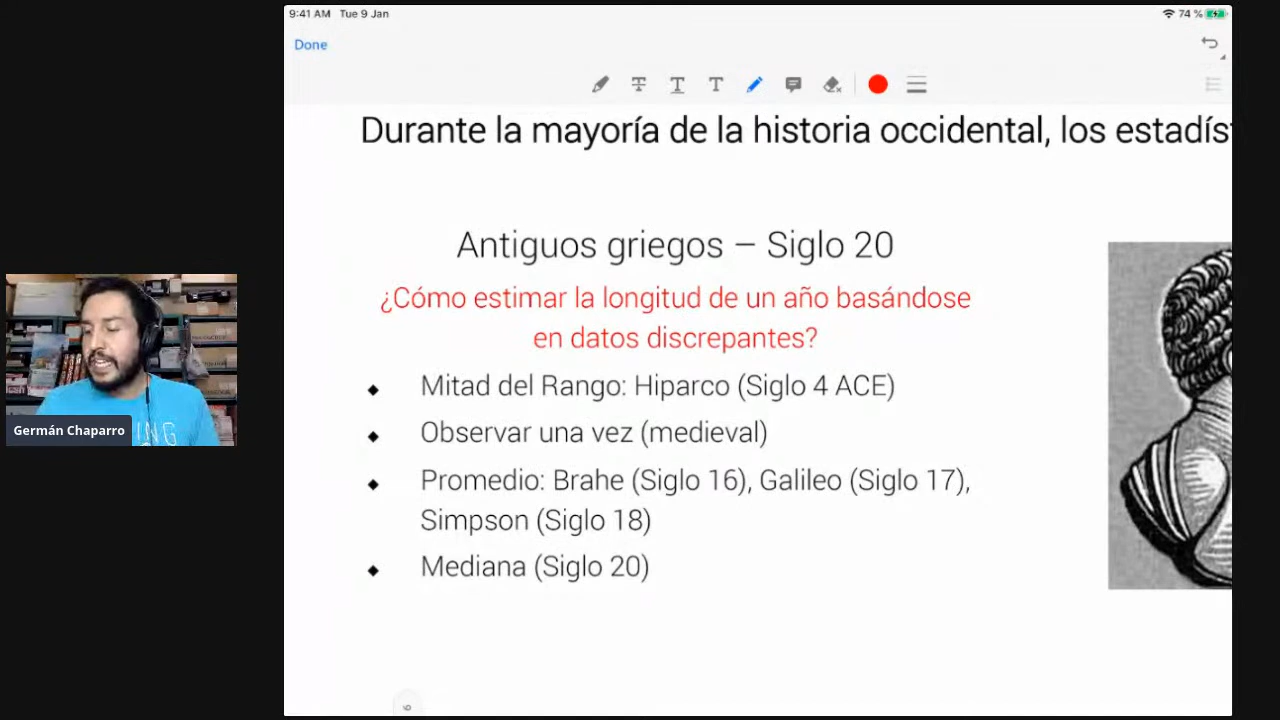 9:41 AM Tue 9 Jan
74 %
Done
Durante la mayoría de la historia occidental, los estadís
Antiguos griegos – Siglo 20
¿Cómo estimar la longitud de un año basándose
en datos discrepantes?
Mitad del Rango: Hiparco (Siglo 4 ACE)
Observar una vez (medieval)
Promedio: Brahe (Siglo 16), Galileo (Siglo 17),
Simpson (Siglo 18)
Mediana (Siglo 20)
Germán Chaparro
ING